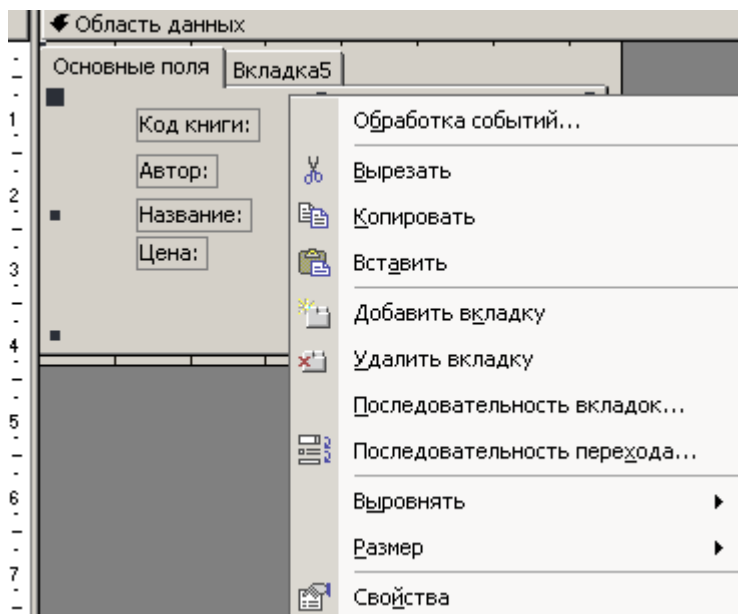 Область данных
Основные поля Вкладка5
1
Код книги:
Обработка событий...
Автор:
Вырезать
2
Название:
Копировать
Цена:
Вставить
3
Добавить вкладку
4
Удалить вкладку
Последовательность вкладок...
5
Последовательность перехода...
6
Выровнять
Размер
7
Свойства